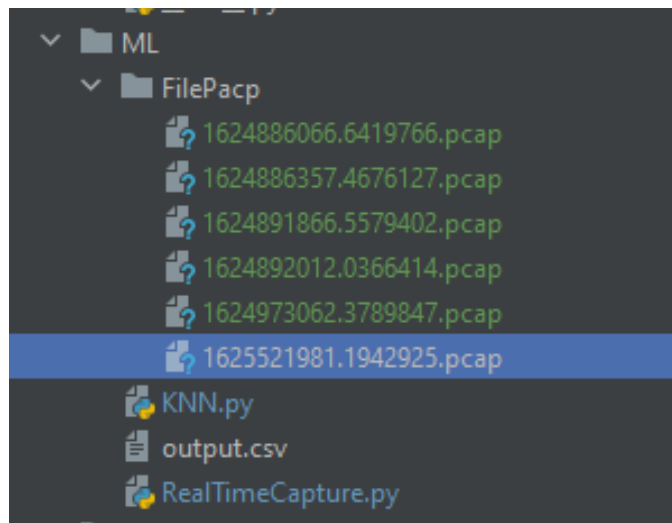 ML
FilePacp
1624886066.6419766.pcap
1624886357.4676127.pcap
1624891866.5579402.pcap
1624892012.0366414.pcap
1624973062.3789847.pcap
1625521981.1942925.pcap
KNN.py
output.csv
RealTimeCapture.py